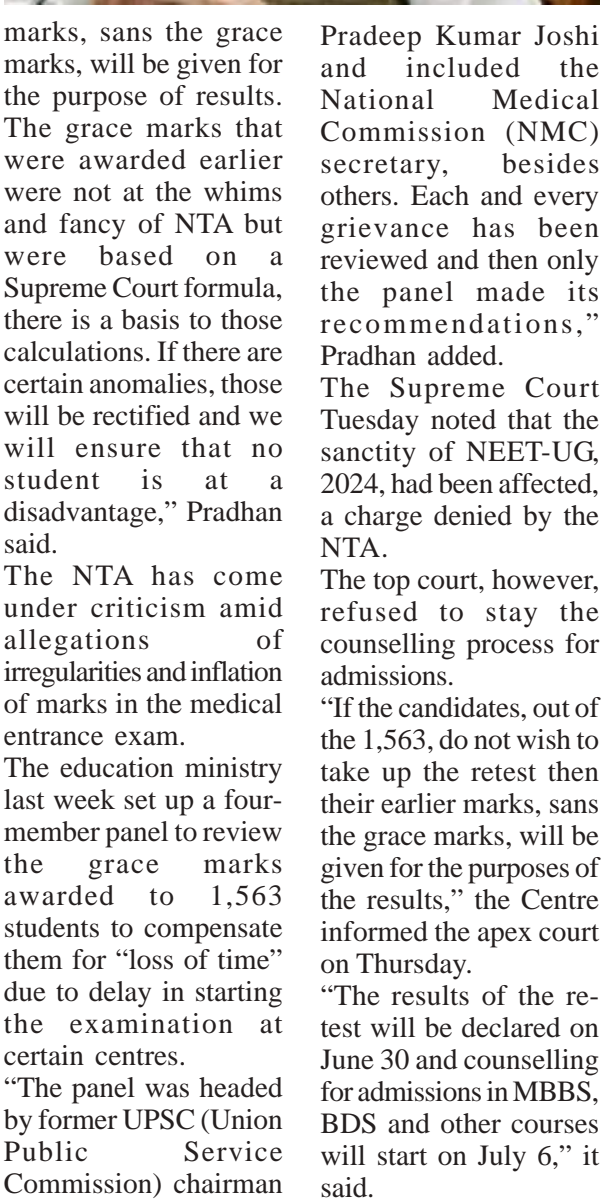 marks, sans the grace
marks, will be given for
the purpose of results.
The grace marks that
were awarded earlier
were not at the whims
and fancy of NTA but
were based on a
Supreme Court formula,
there is a basis to those
calculations. If there are
certain anomalies, those
will be rectified and we
will ensure that no
student is at a
disadvantage,” Pradhan
said.
The NTA has come
under criticism amid
allegations of
irregularities and inflation
of marks in the medical
entrance exam.
The education ministry
last week set up a four-
member panel to review
the grace marks
awarded to 1,563
students to compensate
them for “loss of time”
due to delay in starting
the examination at
certain centres.
“The panel was headed
by former UPSC (Union
Public Service
Commission) chairman
Pradeep Kumar Joshi
and included the
National Medical
Commission (NMC)
secretary, besides
others. Each and every
grievance has been
reviewed and then only
the panel made its
recommendations,”
Pradhan added.
The Supreme Court
Tuesday noted that the
sanctity of NEET-UG,
2024, had been affected,
a charge denied by the
NTA.
The top court, however,
refused to stay the
counselling process for
admissions.
“If the candidates, out of
the 1,563, do not wish to
take up the retest then
their earlier marks, sans
the grace marks, will be
given for the purposes of
the results,” the Centre
informed the apex court
on Thursday.
“The results of the re-
test will be declared on
June 30 and counselling
for admissions in MBBS,
BDS and other courses
will start on July 6,” it
said.